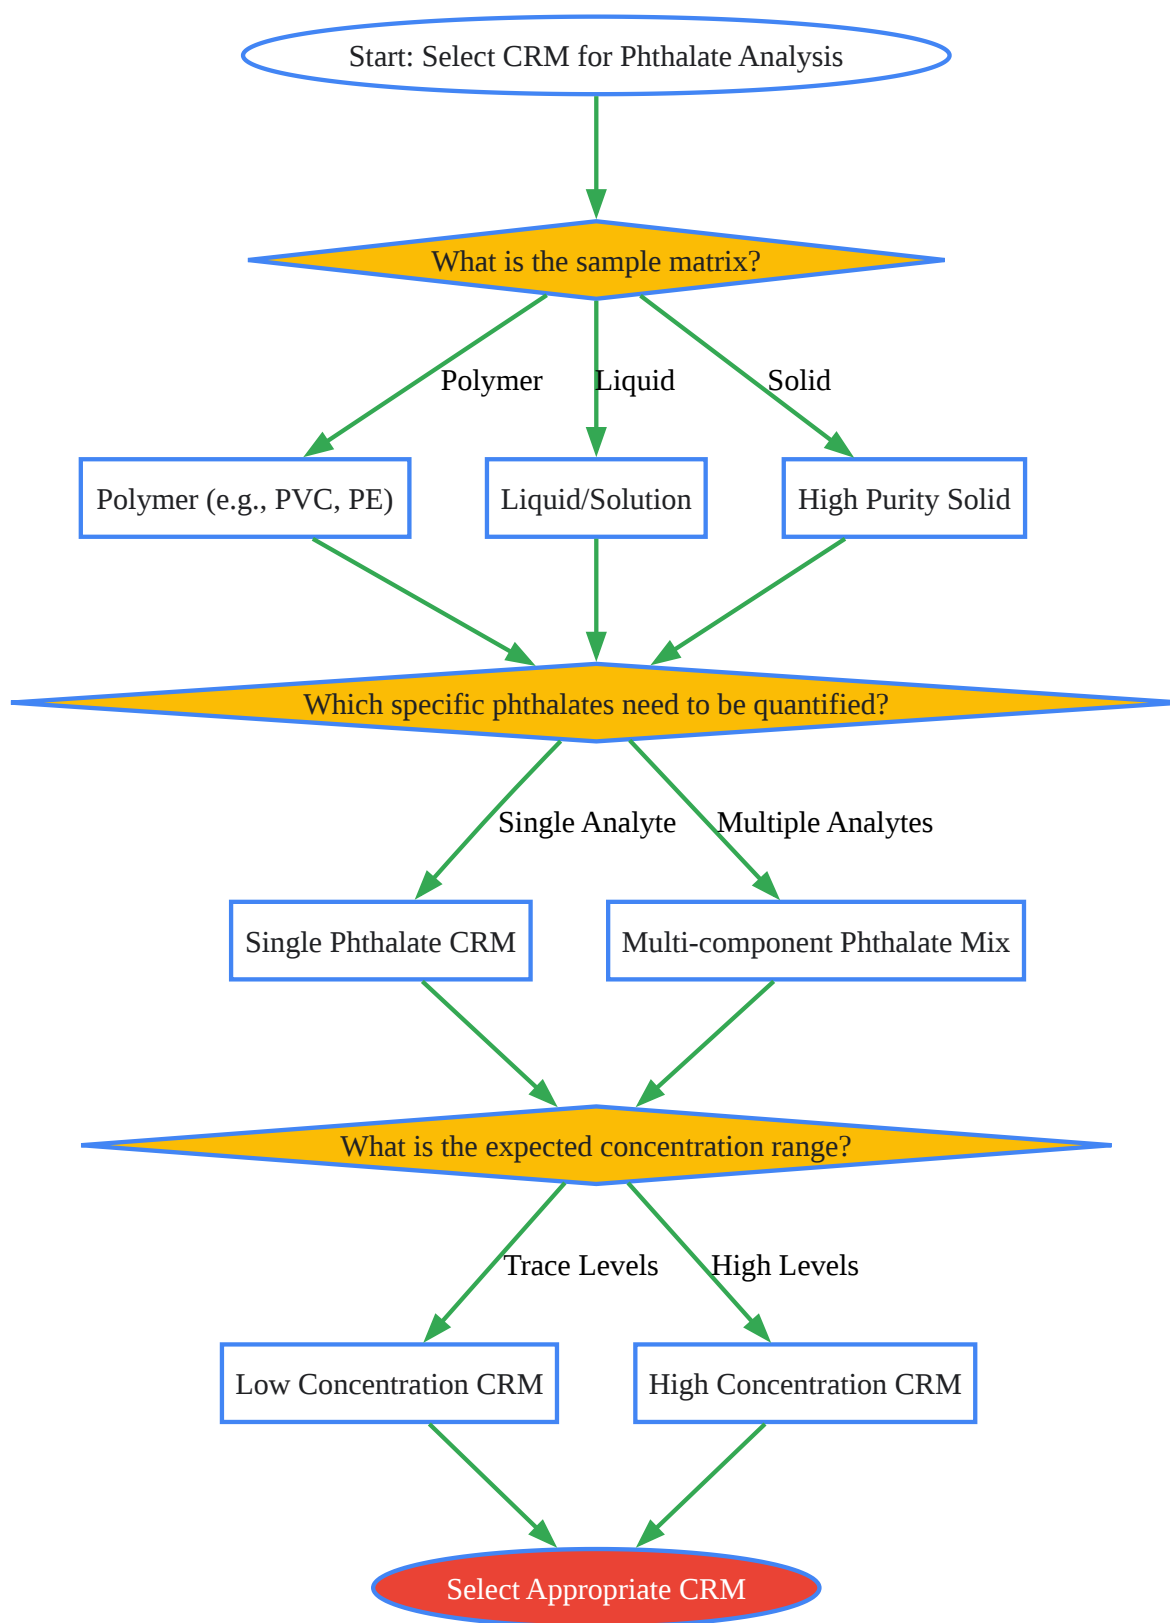 Start: Select CRM for Phthalate Analysis
What is the sample matrix?
Polymer
Liquid
Solid
Polymer (e.g., PVC, PE)
Liquid/Solution
High Purity Solid
Which specific phthalates need to be quantified?
Single Analyte
Multiple Analytes
Single Phthalate CRM
Multi-component Phthalate Mix
What is the expected concentration range?
Trace Levels
High Levels
Low Concentration CRM
High Concentration CRM
Select Appropriate CRM